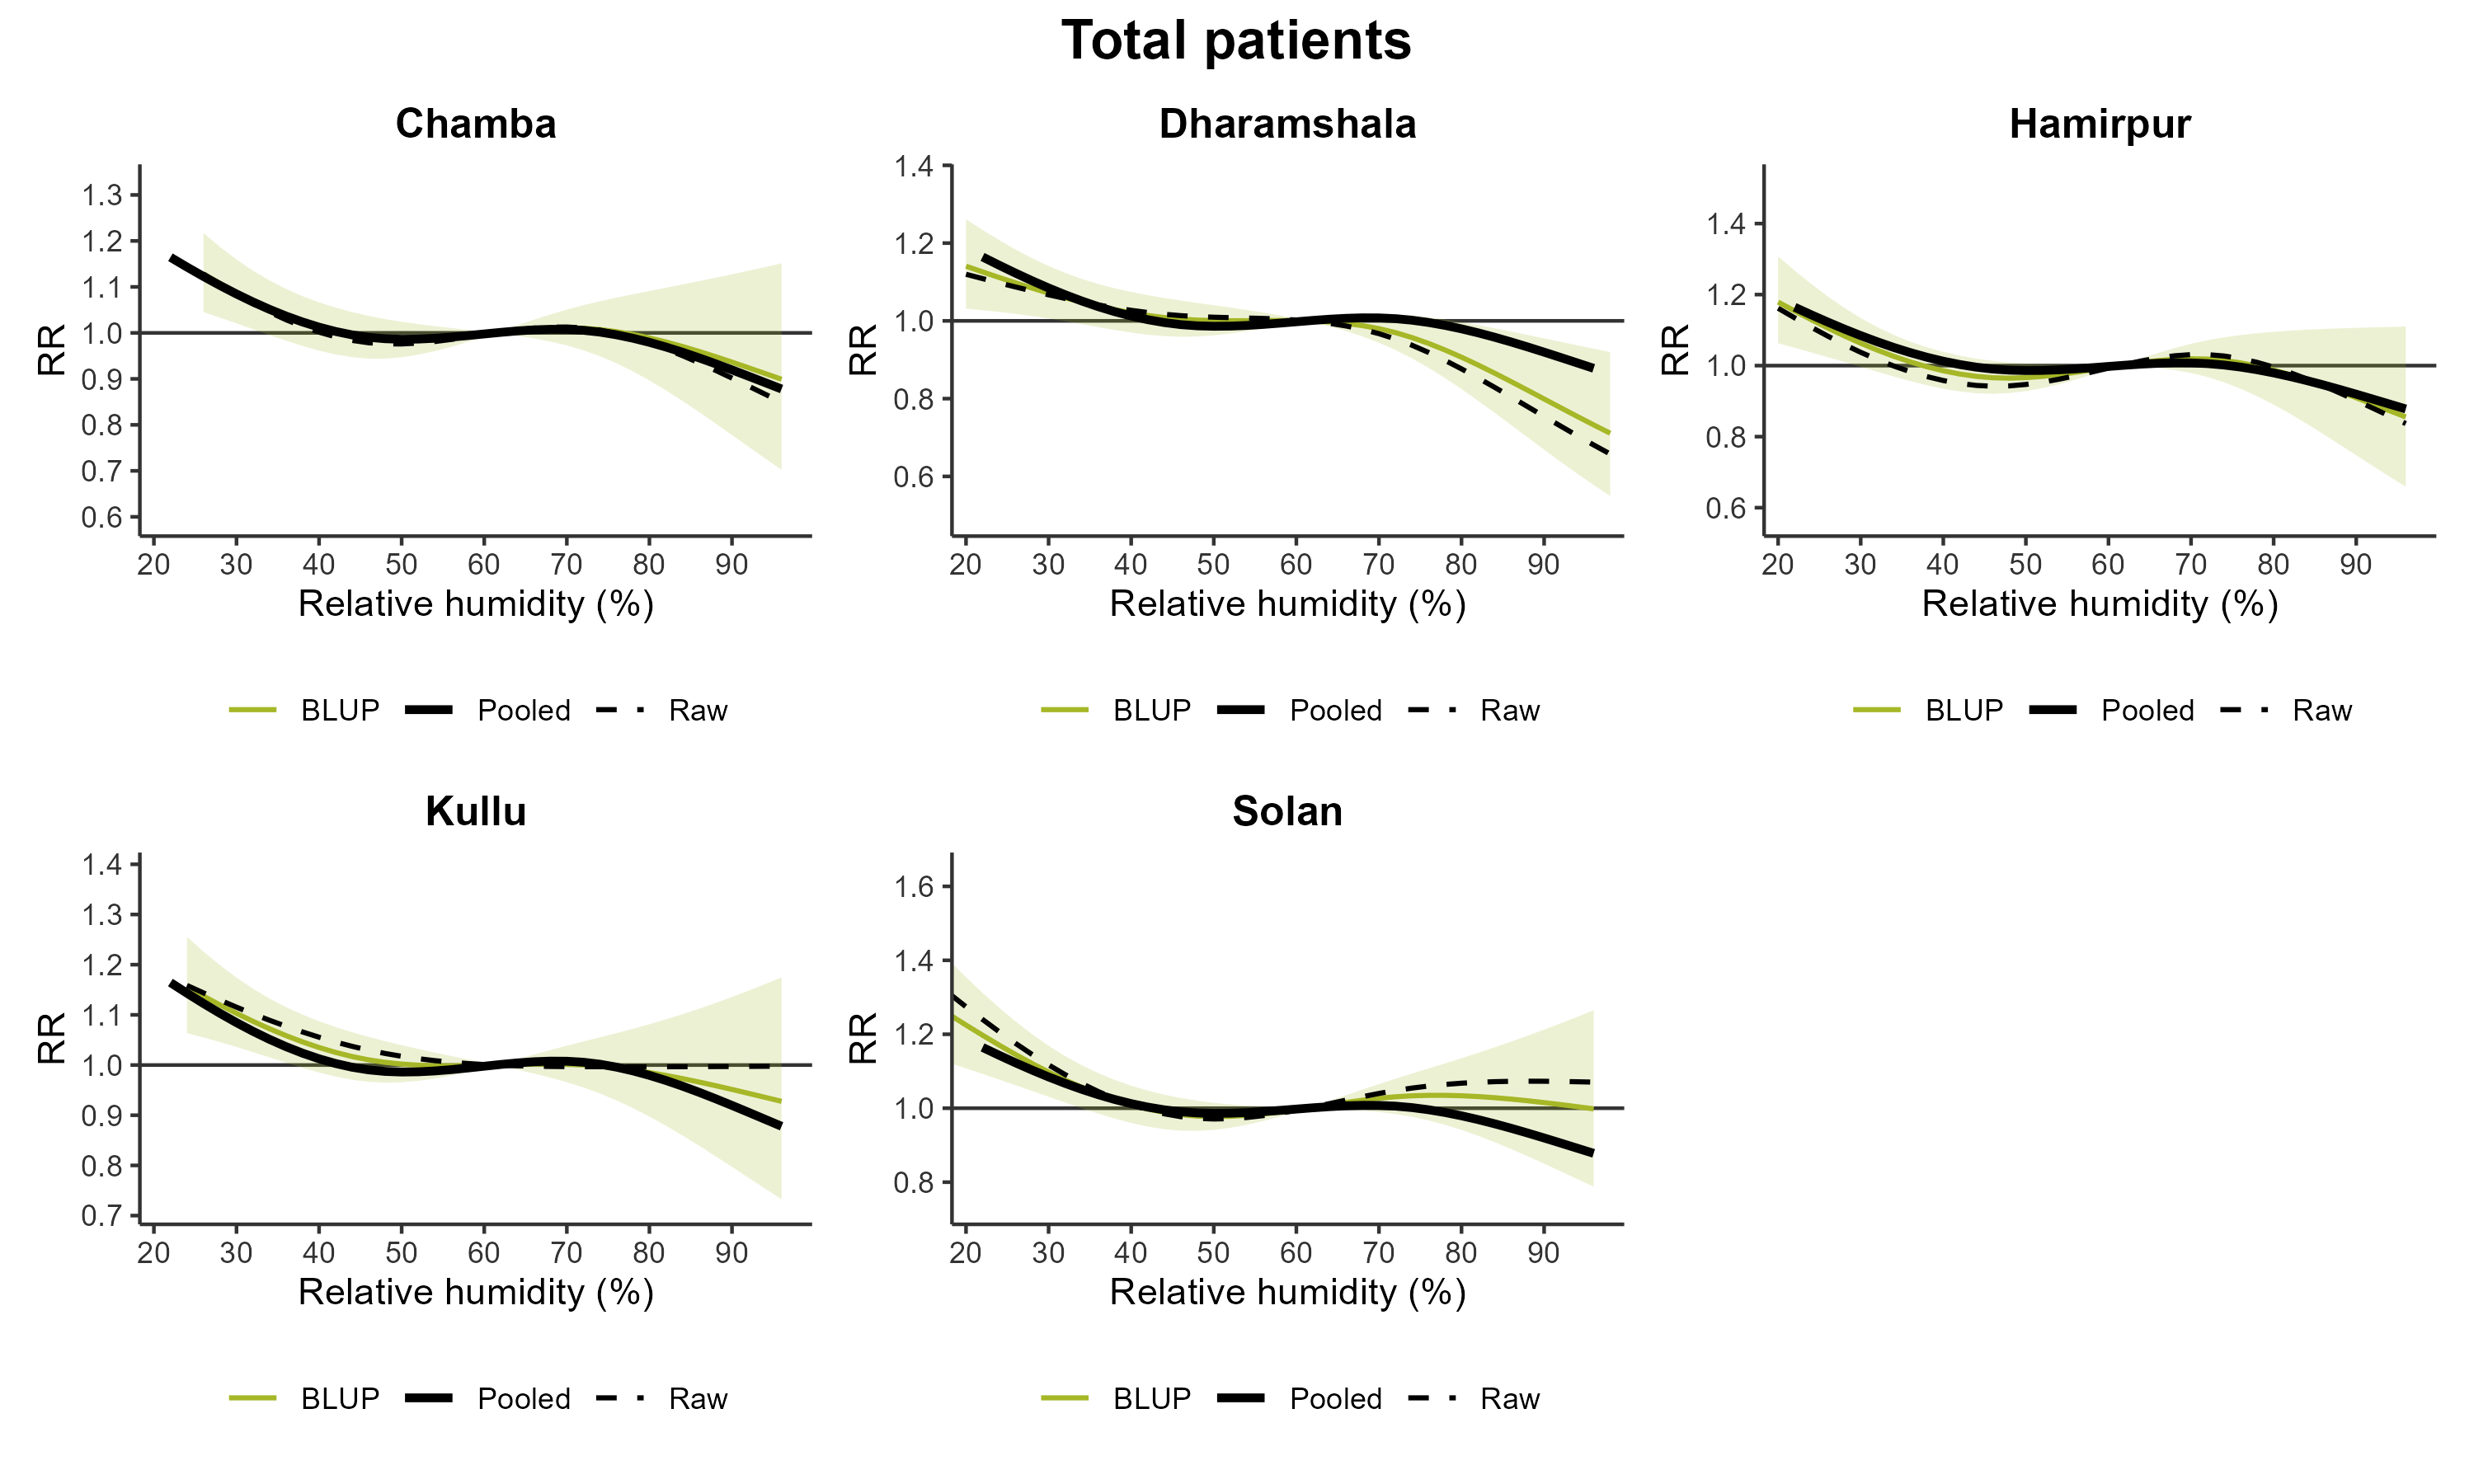 Total patients
Chamba
Dharamshala
Hamirpur
1.3
1.2
1.1
1.0
0.9
0.8
0.7
0.6
RR
20 30 40 50 60 70 80 90
Relative humidity (%)
1.4
1.2
1.0
0.8
0.6
RR
20 30 40 50 60 70 80 90
Relative humidity (%)
1.4
1.2
1.0
0.8
0.6
RR
20 30 40 50 60 70 80 90
Relative humidity (%)
BLUP Pooled Raw
BLUP Pooled Raw
BLUP Pooled Raw
Kullu
Solan
1.4
1.3
1.2
1.1
1.0
0.9
0.8
0.7
RR
20 30 40 50 60 70 80 90
Relative humidity (%)
1.6
1.4
1.2
1.0
0.8
RR
20 30 40 50 60 70 80 90
Relative humidity (%)
BLUP Pooled Raw
BLUP Pooled Raw